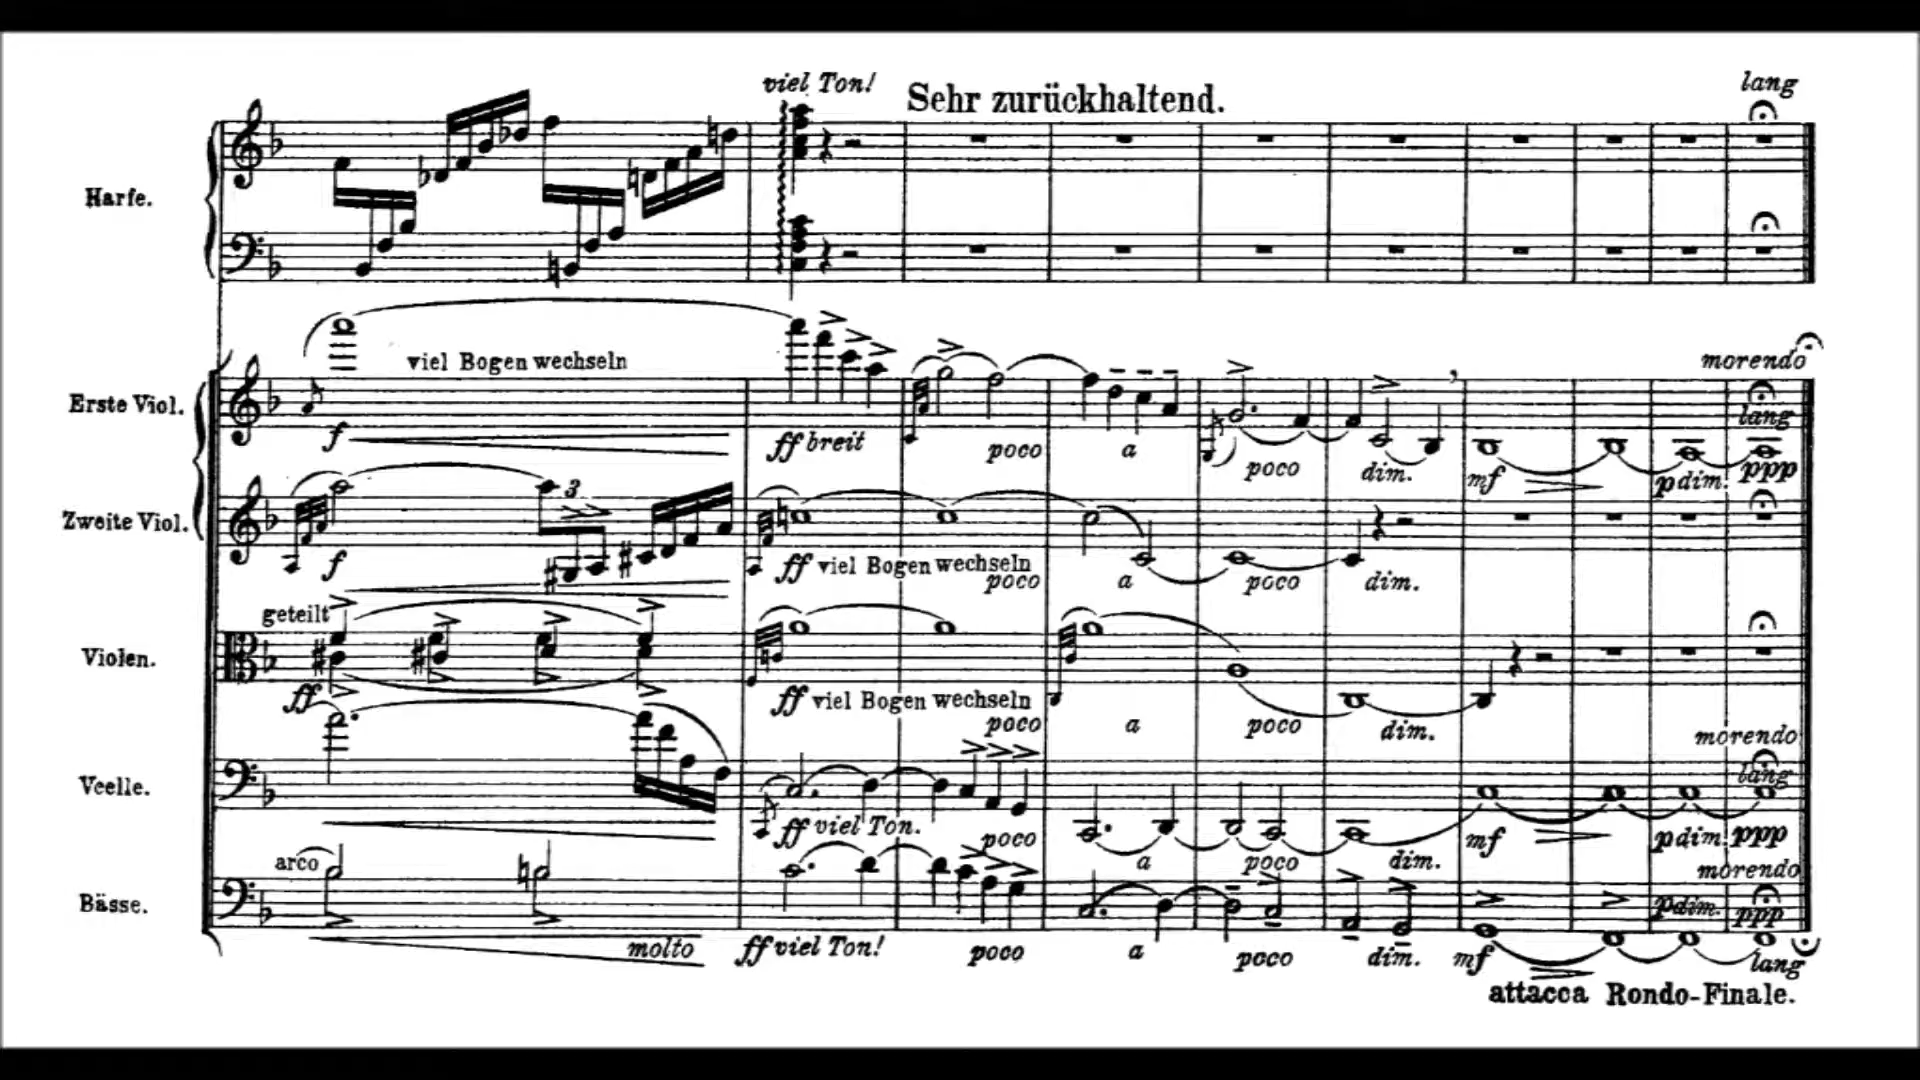 viel Ton!
Sehr zurückhaltend.
lang
Harfe.
viel Bogen wechseln
morendo
Erste Viol.
lang
f
ff breit
poco
a
poco
dim.
mf
p dim.
ppp
3
Zweite Viol.
f
ff viel Bogen wechseln
poco
a
poco
dim.
geteilt
Violen.
ff
ff viel Bogen wechseln
poco
a
poco
dim.
morendo
Vcelle.
lang
ff viel Ton.
poco
a
poco
dim.
mf
p dim.
ppp
arco
morendo
Bässe.
p dim.
ppp
molto
ff viel Ton!
poco
a
poco
dim.
mf
lang
attacca Rondo-Finale.